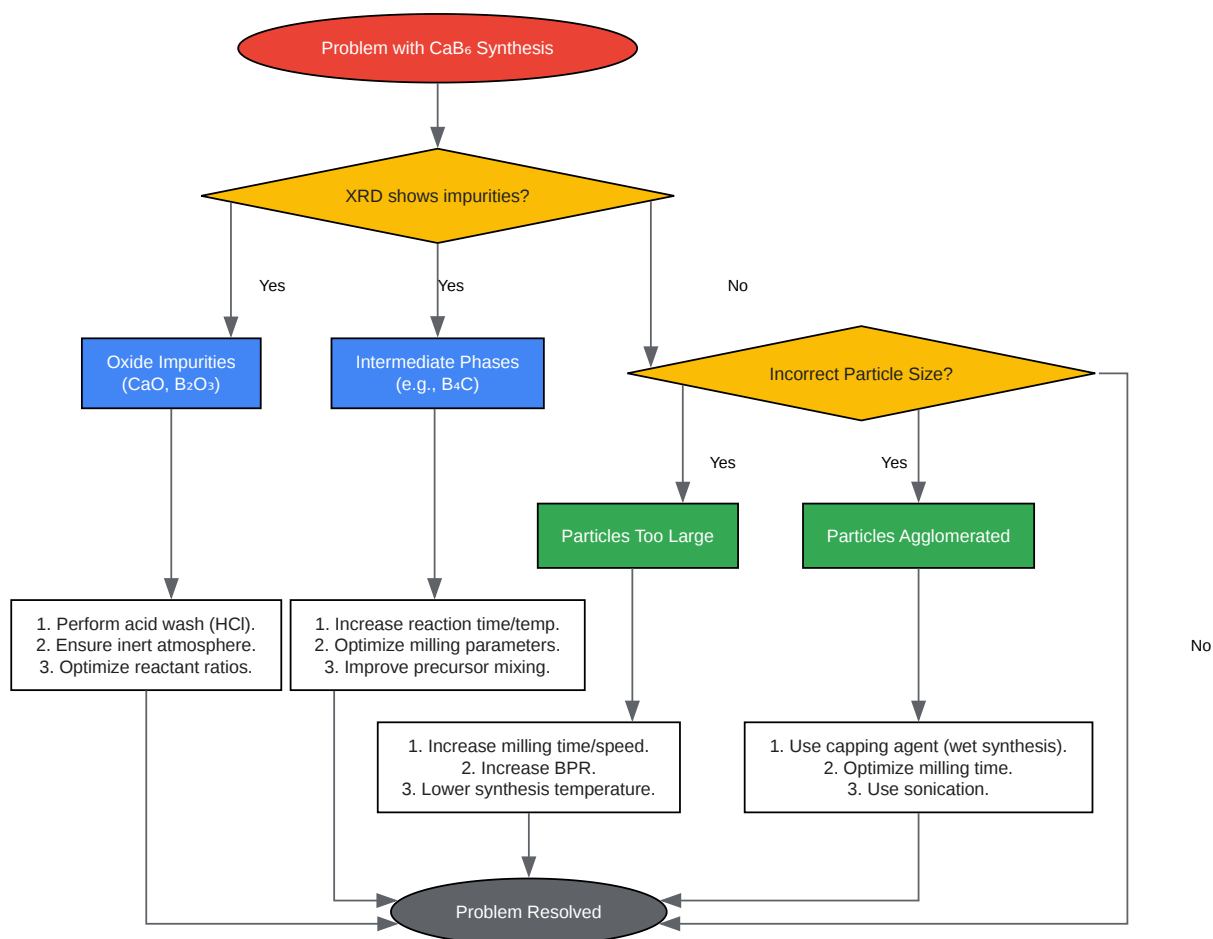 Problem with CaB₆ Synthesis
XRD shows impurities?
Yes
Yes
No
Oxide Impurities
(CaO, B₂O₃)
Intermediate Phases
(e.g., B₄C)
Incorrect Particle Size?
Yes
Yes
Particles Too Large
Particles Agglomerated
1. Perform acid wash (HCl).
2. Ensure inert atmosphere.
3. Optimize reactant ratios.
1. Increase reaction time/temp.
2. Optimize milling parameters.
3. Improve precursor mixing.
No
1. Increase milling time/speed.
2. Increase BPR.
3. Lower synthesis temperature.
1. Use capping agent (wet synthesis).
2. Optimize milling time.
3. Use sonication.
Problem Resolved